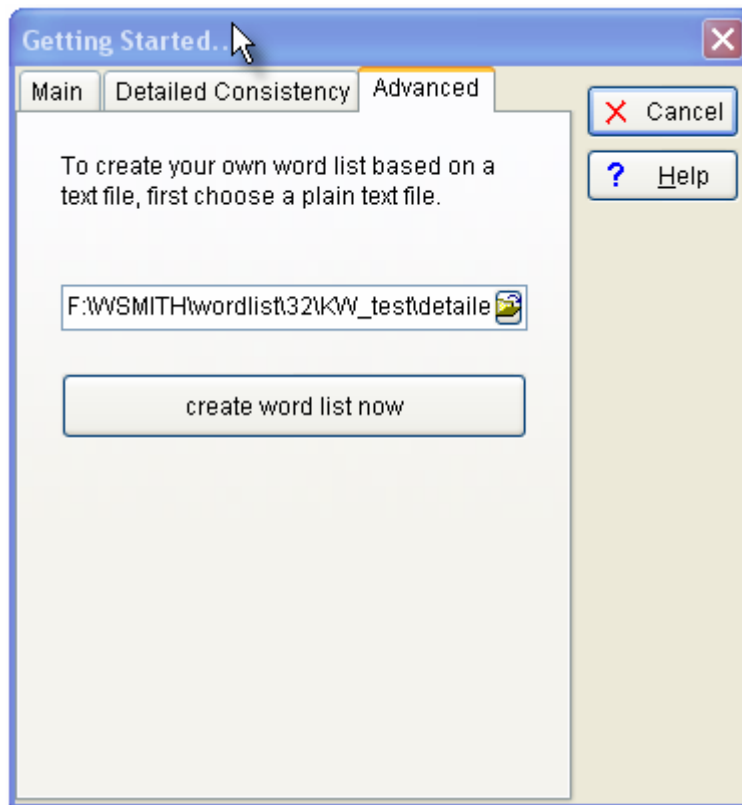 Getting Started...
Main
Detailed Consistency
Advanced
Cancel
Help
To create your own word list based on a
text file, first choose a plain text file.
F:\WSMITH\wordlist\32\KW_test\detaile
create word list now